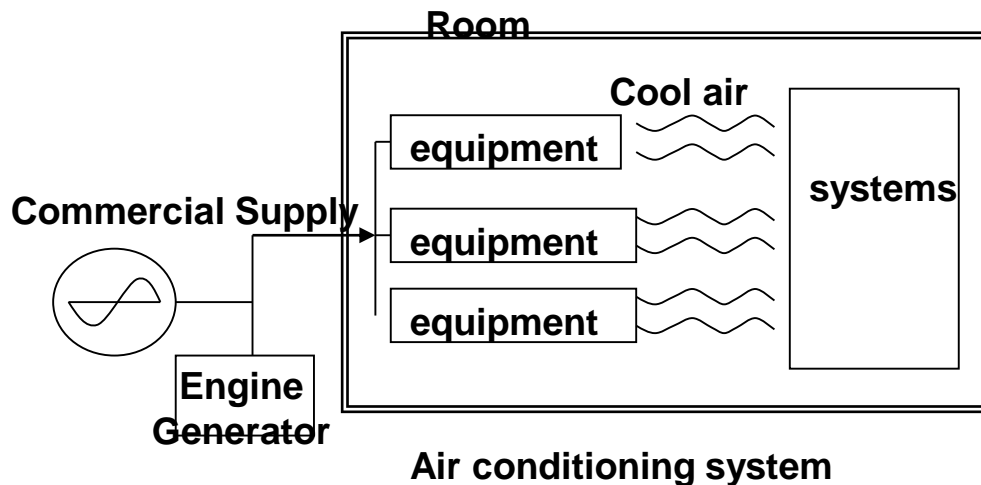 Room
Cool air
equipment
systems
Commercial Supply
equipment
equipment
Engine
Generator
Air conditioning system